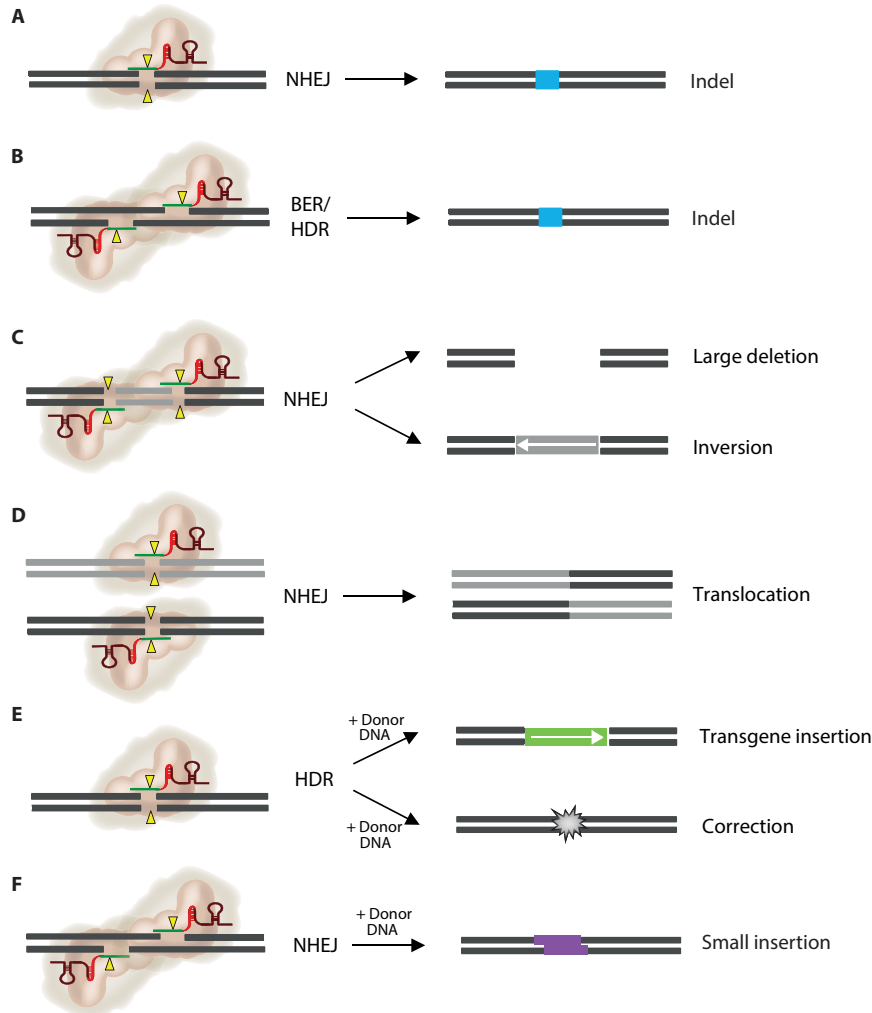 A
NHEJ
Indel
B
BER/
HDR
Indel
C
NHEJ
Large deletion
Inversion
D
NHEJ
Translocation
E
+ Donor
DNA
Transgene insertion
HDR
+ Donor
DNA
Correction
F
+ Donor
DNA
NHEJ
Small insertion